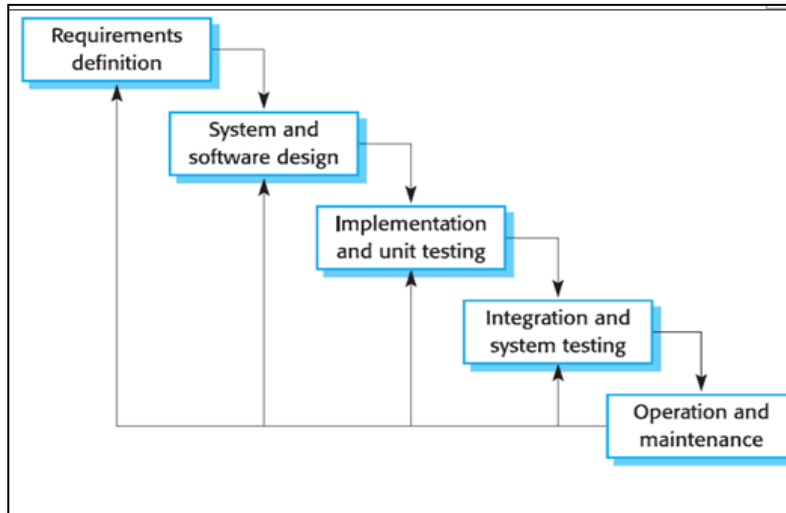 Requirements
definition
System and
software design
Implementation
and unit testing
Integration and
system testing
Operation and
maintenance